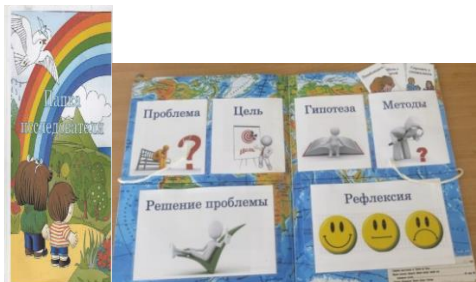 Папка
исследователя
Проблема
Цель
Гипотеза
Методы
Решение проблемы
Рефлексия